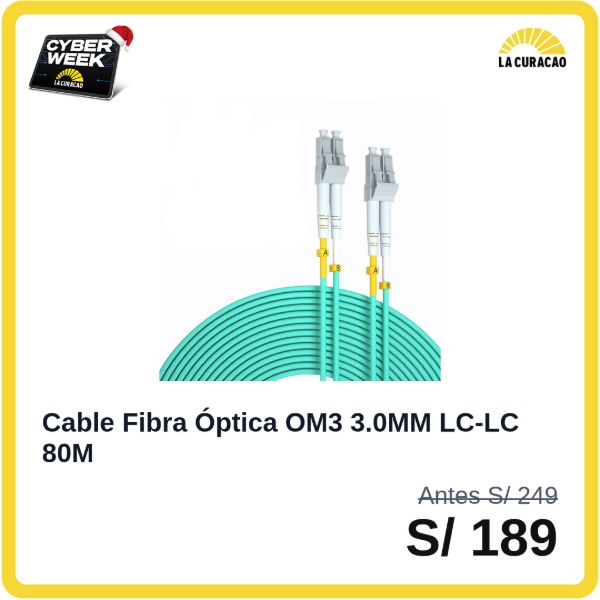 CYBER
WEEK
LA CURACAO
LA CURACAO
A
B
A
B
Cable Fibra Óptica OM3 3.0MM LC-LC
80M
Antes S/ 249
S/ 189